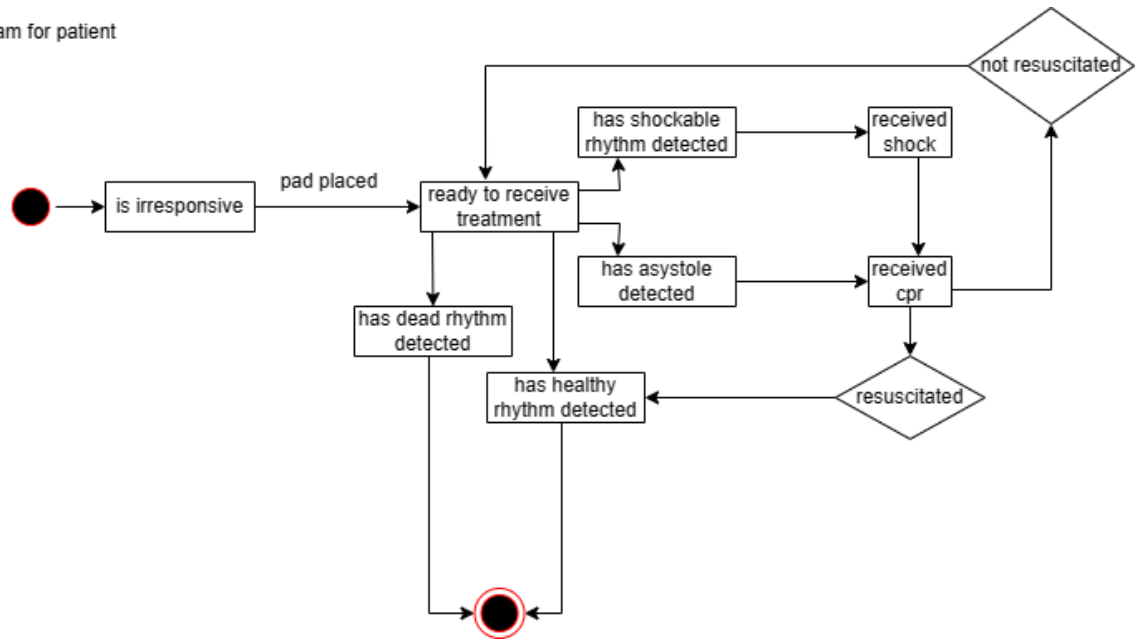 am for patient
not resuscitated
has shockable
rhythm detected
received
shock
pad placed
is irresponsive
ready to receive
treatment
has asystole
detected
received
cpr
has dead rhythm
detected
has healthy
rhythm detected
resuscitated